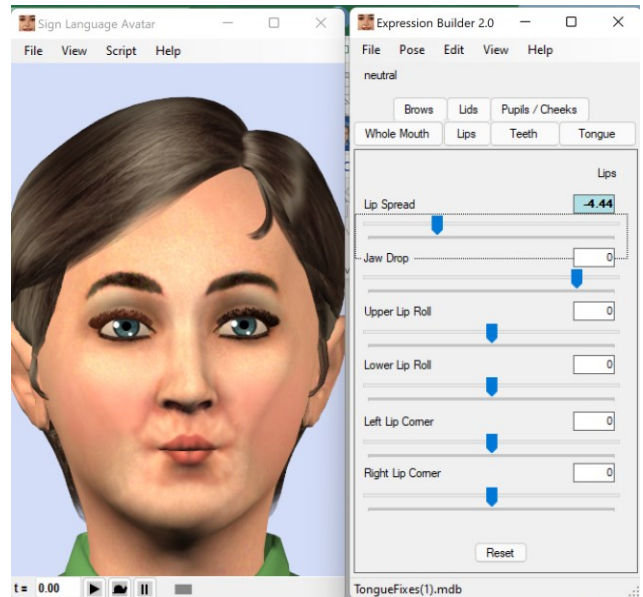 Sign Language Avatar
File View Script Help
t = 0.00
Expression Builder 2.0
File Pose Edit View Help
neutral
Brows Lids Pupils / Cheeks
Whole Mouth Lips Teeth Tongue
Lips
Lip Spread -4.44
Jaw Drop 0
Upper Lip Roll 0
Lower Lip Roll 0
Left Lip Corner 0
Right Lip Corner 0
Reset
TongueFixes(1).mdb